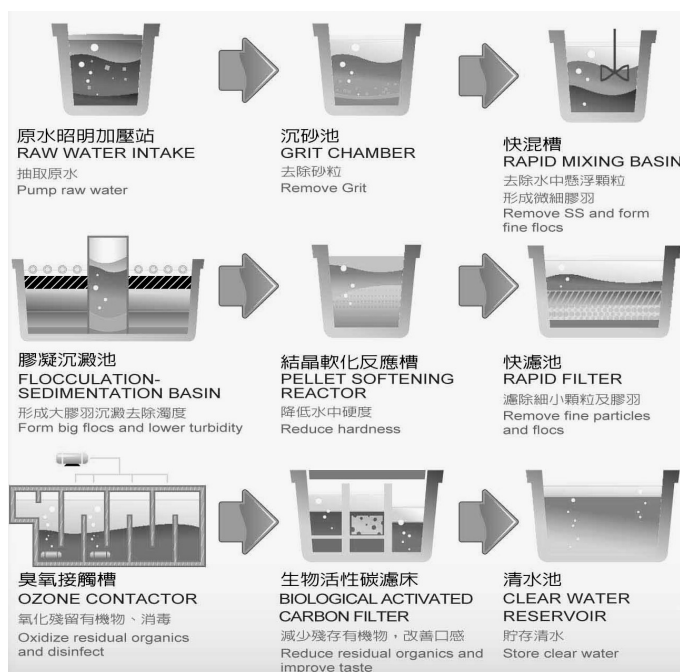 原水昭明加壓站
RAW WATER INTAKE
抽取原水
Pump raw water
沉砂池
GRIT CHAMBER
去除砂粒
Remove Grit
快混槽
RAPID MIXING BASIN
去除水中懸浮顆粒
形成微細膠羽
Remove SS and form
fine flocs
膠凝沉澱池
FLOCCULATION-
SEDIMENTATION BASIN
形成大膠羽沉澱去除濁度
Form big flocs and lower turbidity
結晶軟化反應槽
PELLET SOFTENING
REACTOR
降低水中硬度
Reduce hardness
快濾池
RAPID FILTER
濾除細小顆粒及膠羽
Remove fine particles
and flocs
臭氧接觸槽
OZONE CONTACTOR
氧化殘留有機物、消毒
Oxidize residual organics
and disinfect
生物活性碳濾床
BIOLOGICAL ACTIVATED
CARBON FILTER
減少殘存有機物，改善口感
Reduce residual organics and
improve taste
清水池
CLEAR WATER
RESERVOIR
貯存清水
Store clear water